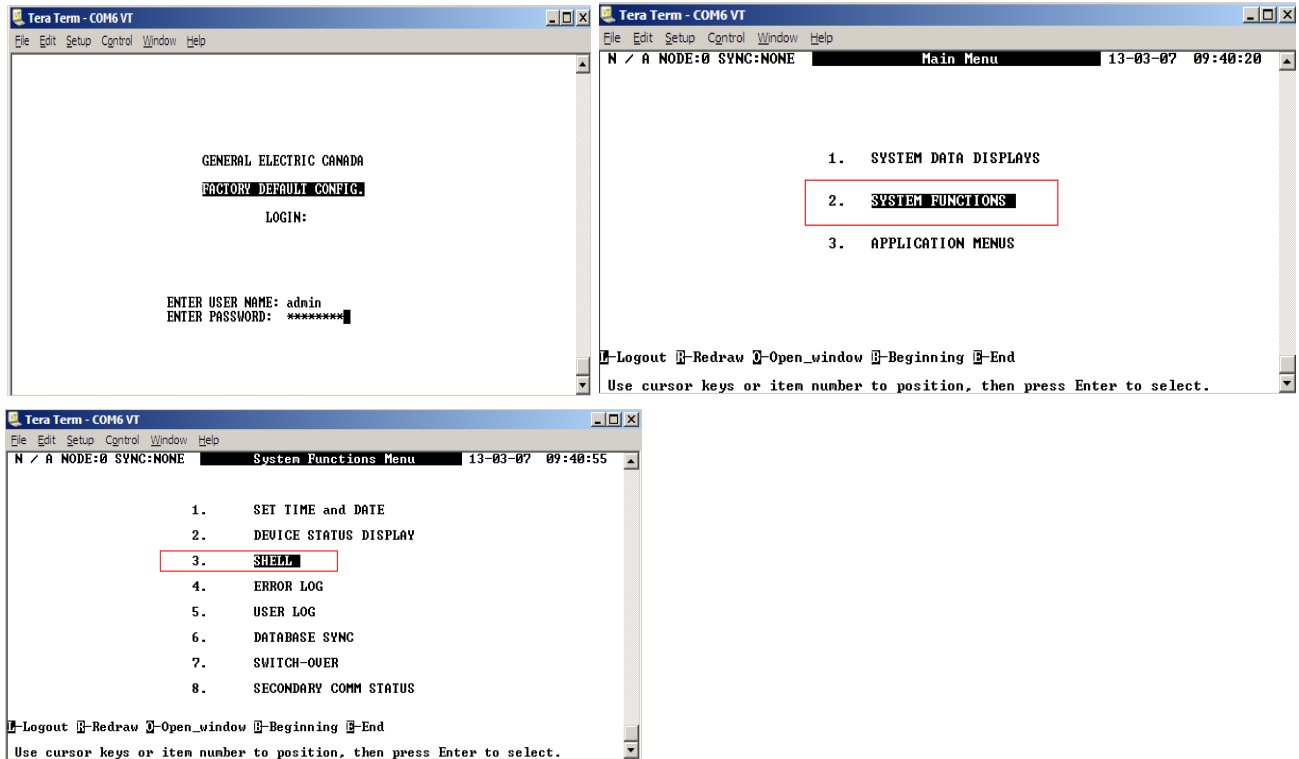 Tera Term - COM6 VT
File Edit Setup Control Window Help
GENERAL ELECTRIC CANADA
FACTORY DEFAULT CONFIG.
LOGIN:
ENTER USER NAME: admin
ENTER PASSWORD: ********
Tera Term - COM6 VT
File Edit Setup Control Window Help
N / A NODE:0 SYNC:NONE Main Menu 13-03-07 09:40:20
1. SYSTEM DATA DISPLAYS
2. SYSTEM FUNCTIONS
3. APPLICATION MENUS
L-Logout R-Redraw O-Open_window B-Beginning E-End
Use cursor keys or item number to position, then press Enter to select.
Tera Term - COM6 VT
File Edit Setup Control Window Help
N / A NODE:0 SYNC:NONE System Functions Menu 13-03-07 09:40:55
1. SET TIME and DATE
2. DEVICE STATUS DISPLAY
3. SHELL
4. ERROR LOG
5. USER LOG
6. DATABASE SYNC
7. SWITCH-OVER
8. SECONDARY COMM STATUS
L-Logout R-Redraw O-Open_window B-Beginning E-End
Use cursor keys or item number to position, then press Enter to select.